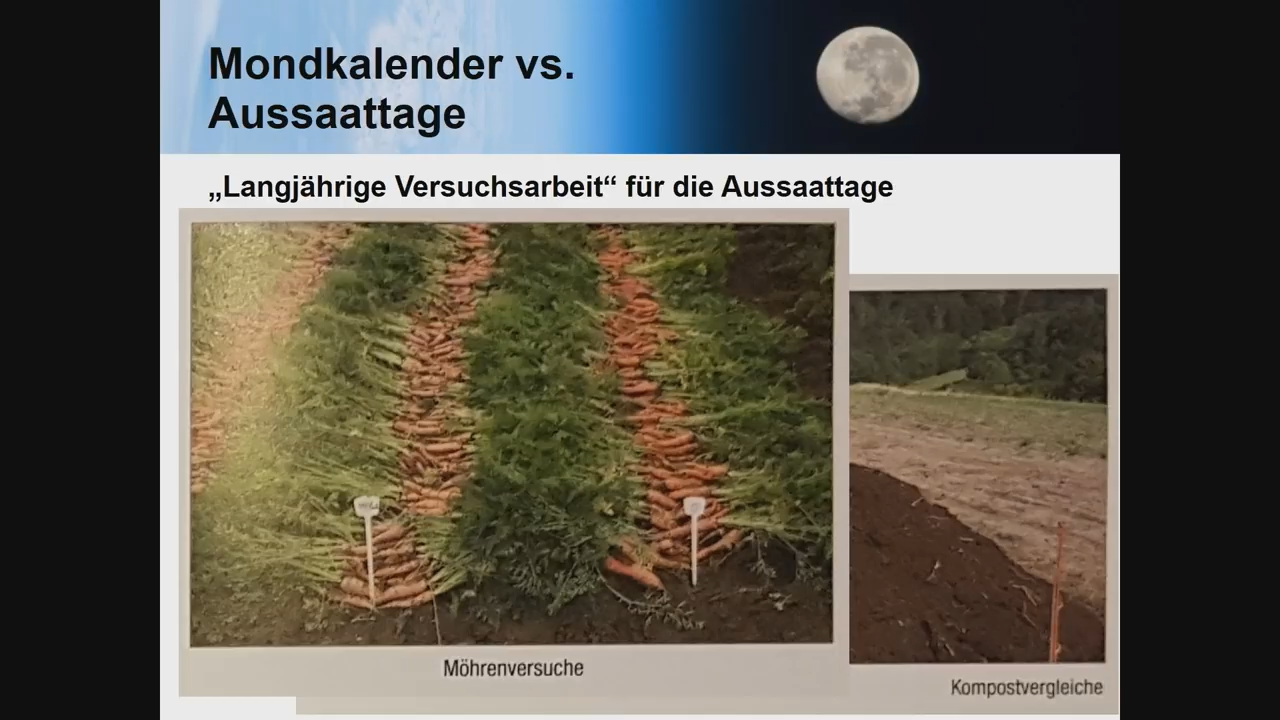 Mondkalender vs.
Aussaattage
„Langjährige Versuchsarbeit“ für die Aussaattage
Möhrenversuche
Kompostvergleiche